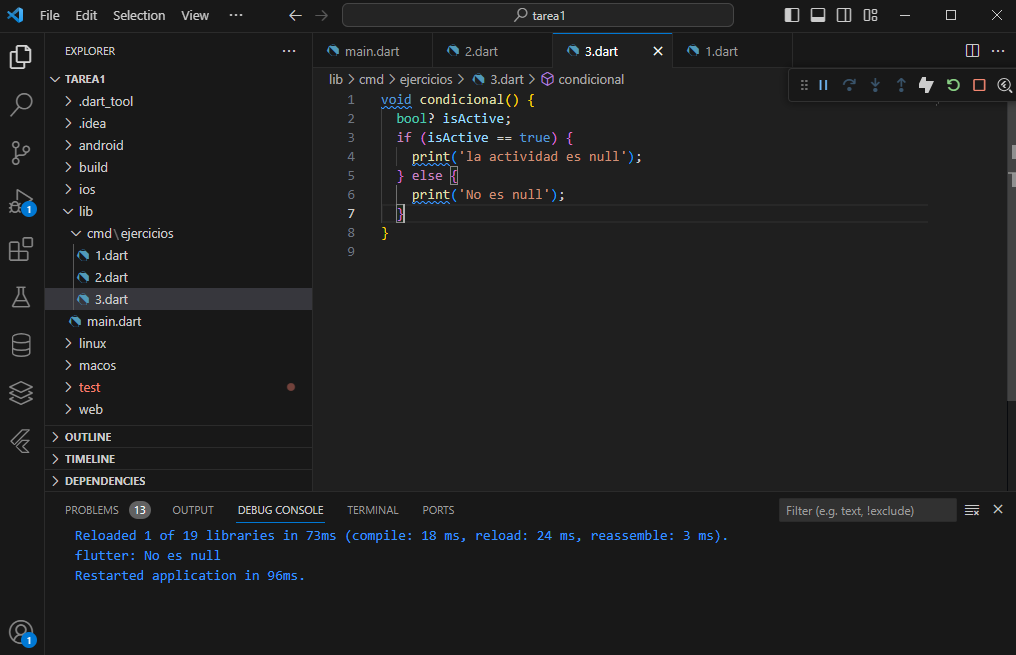 File Edit Selection View ··· tarea1
EXPLORER ···
TAREA1
.dart_tool
.idea
android
build
ios
lib
cmd\ejercicios
1.dart
2.dart
3.dart
main.dart
linux
macos
test
web
OUTLINE
TIMELINE
DEPENDENCIES
1
1
main.dart 2.dart 3.dart 1.dart ···
lib > cmd > ejercicios > 3.dart > condicional
1 void condicional() {
2 bool? isActive;
3 if (isActive == true) {
4 print('la actividad es null');
5 } else {
6 print('No es null');
7 }
8 }
9
PROBLEMS 13 OUTPUT DEBUG CONSOLE TERMINAL PORTS Filter (e.g. text, !exclude)
Reloaded 1 of 19 libraries in 73ms (compile: 18 ms, reload: 24 ms, reassemble: 3 ms).
flutter: No es null
Restarted application in 96ms.